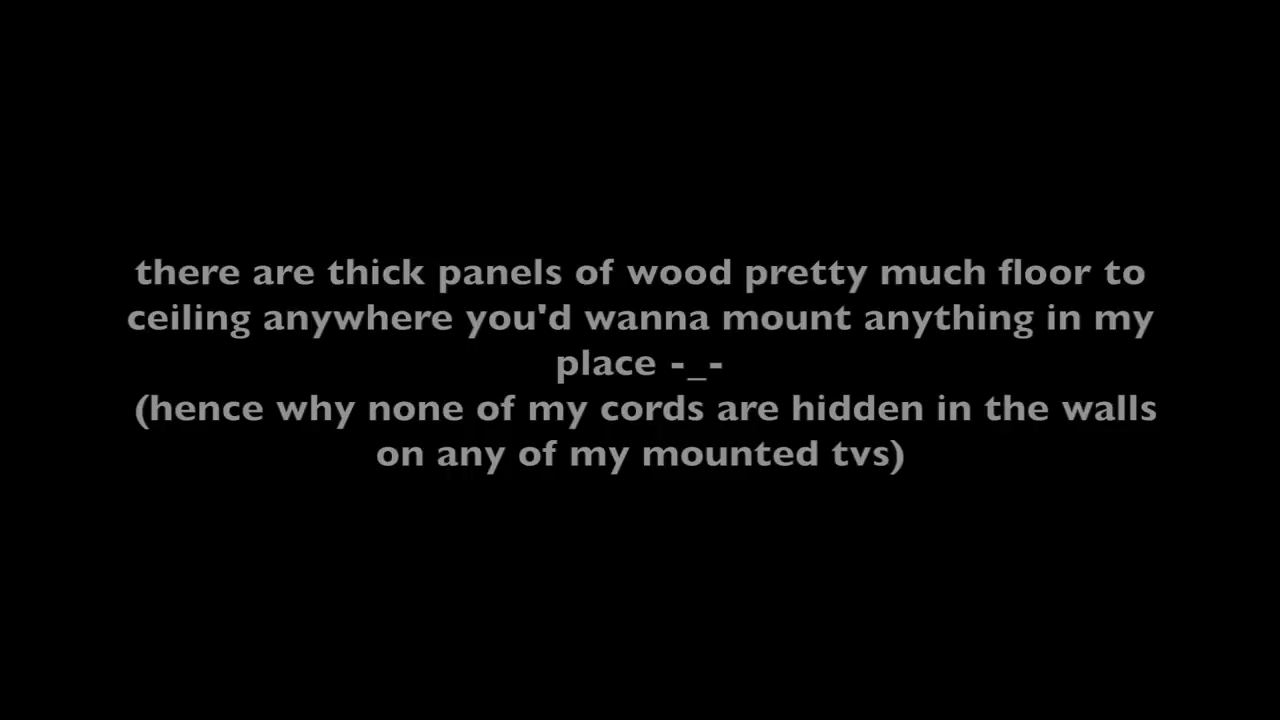 there are thick panels of wood pretty much floor to
ceiling anywhere you'd wanna mount anything in my
place -_-
(hence why none of my cords are hidden in the walls
on any of my mounted tvs)